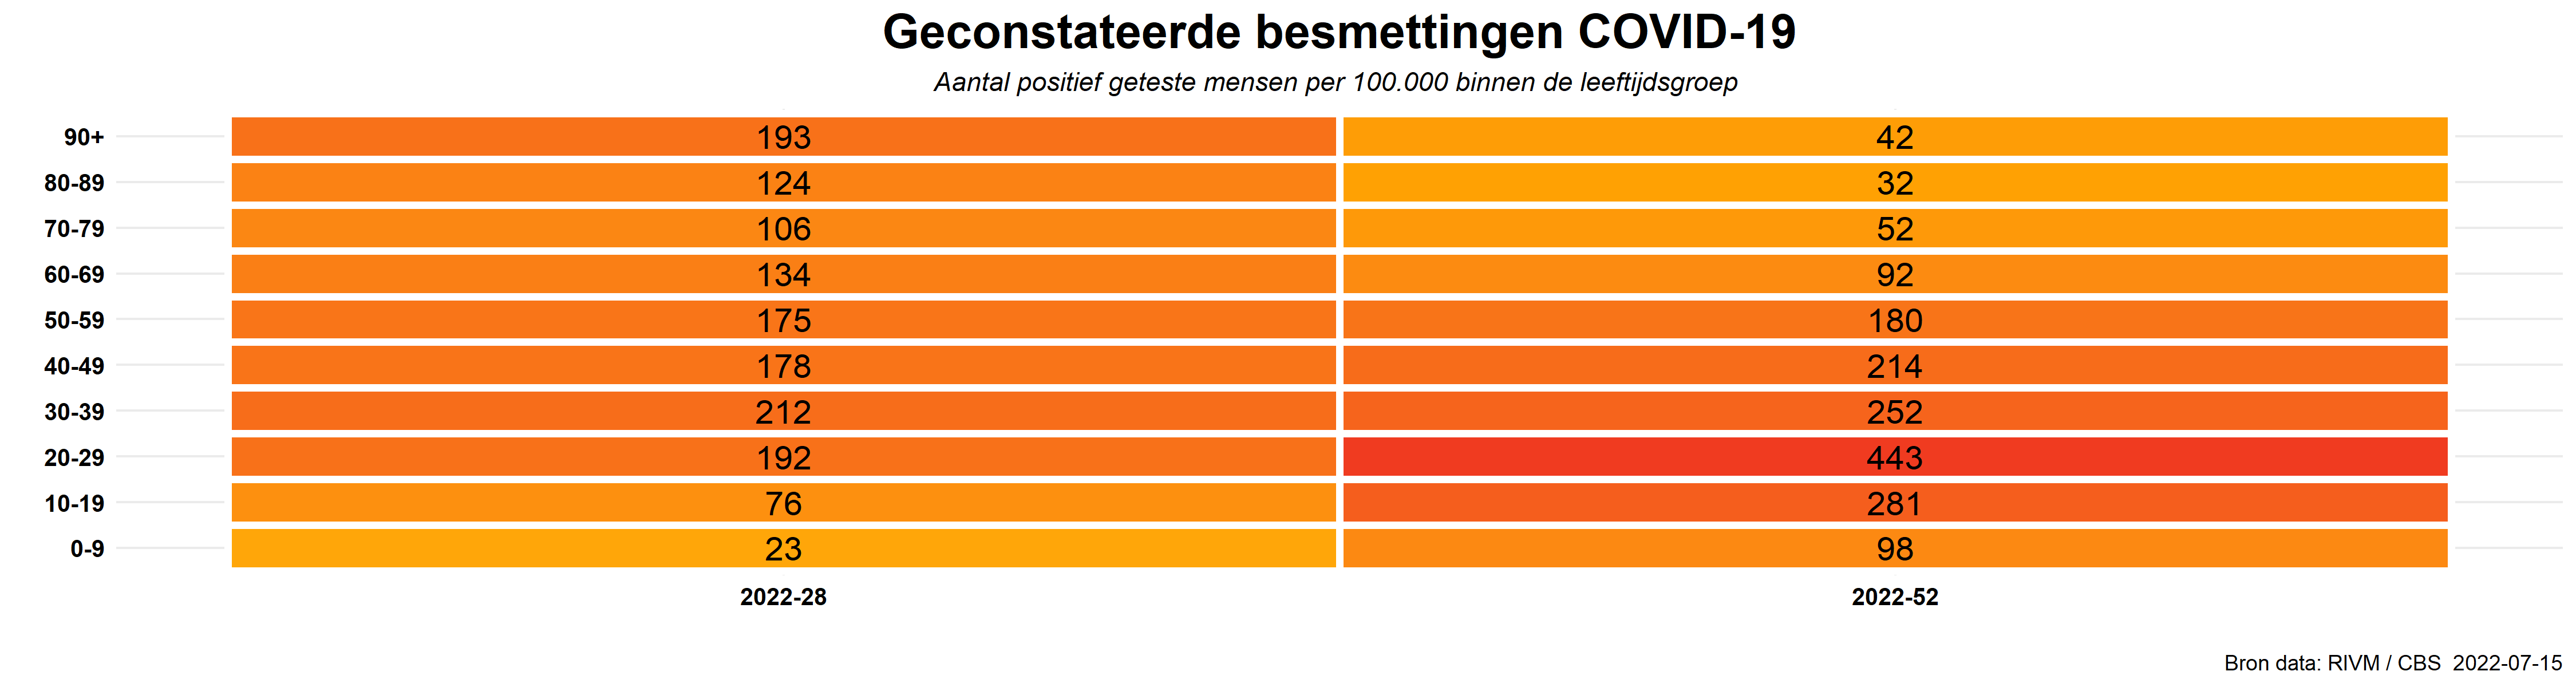 Geconstateerde besmettingen COVID-19
Aantal positief geteste mensen per 100.000 binnen de leeftijdsgroep
90+ 193 42
80-89 124 32
70-79 106 52
60-69 134 92
50-59 175 180
40-49 178 214
30-39 212 252
20-29 192 443
10-19 76 281
0-9 23 98
2022-28 2022-52
Bron data: RIVM / CBS  2022-07-15